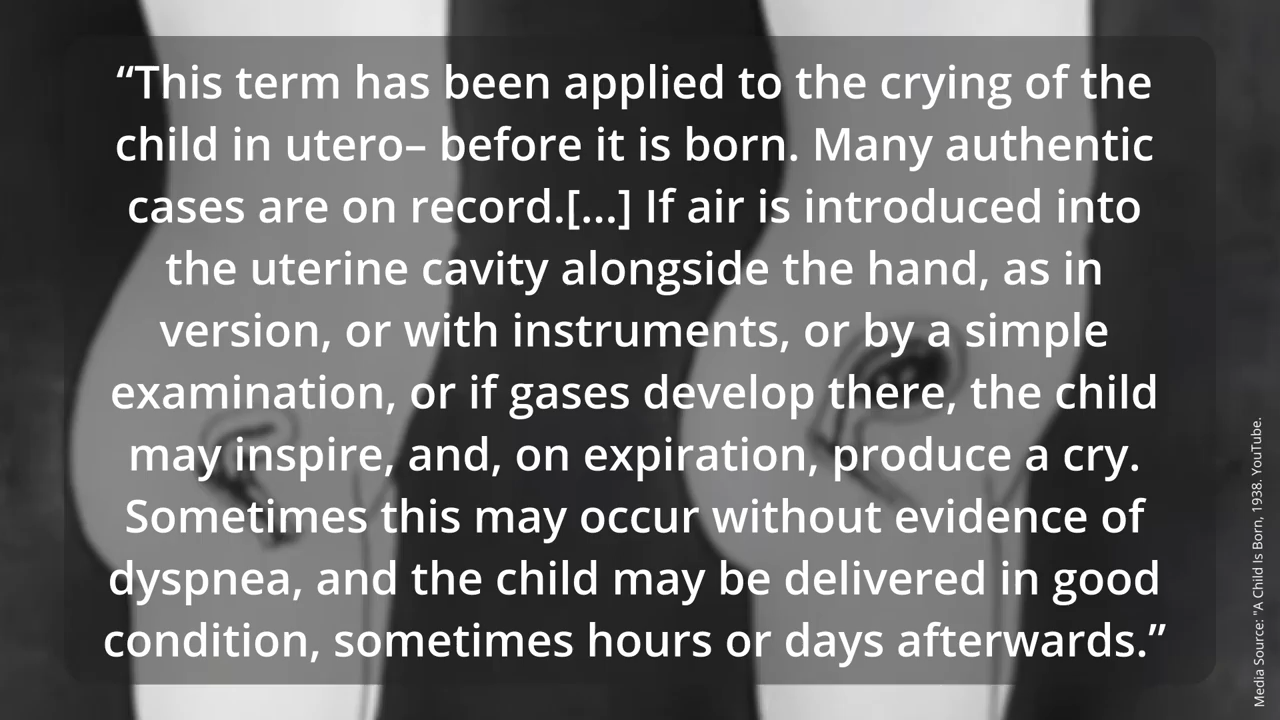 “This term has been applied to the crying of the
child in utero– before it is born. Many authentic
cases are on record.[...] If air is introduced into
the uterine cavity alongside the hand, as in
version, or with instruments, or by a simple
examination, or if gases develop there, the child
may inspire, and, on expiration, produce a cry.
Sometimes this may occur without evidence of
dyspnea, and the child may be delivered in good
condition, sometimes hours or days afterwards.”
Media Source: "A Child Is Born, 1938. YouTube.